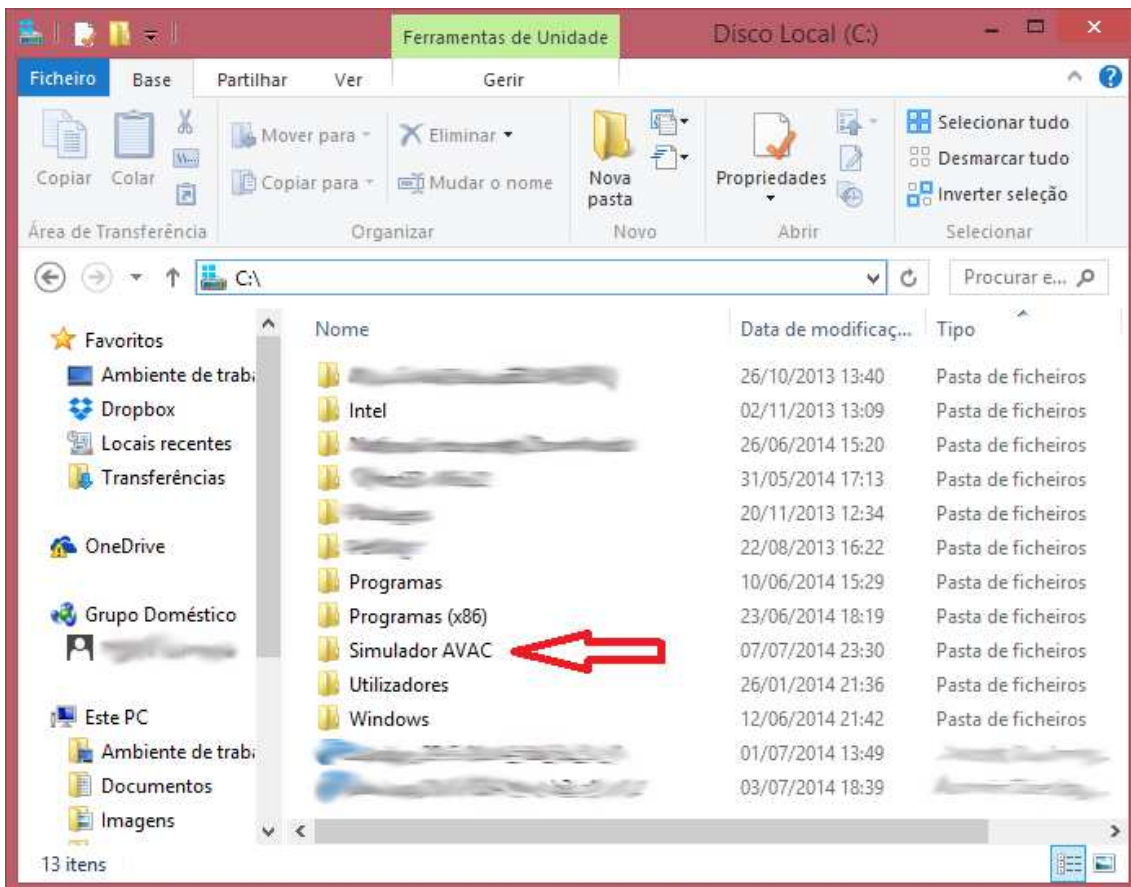 Ferramentas de Unidade Disco Local (C:)
Ficheiro Base Partilhar Ver Gerir
Copiar Colar Mover para Eliminar Nova pasta Propriedades Selecionar tudo
Copiar para Mudar o nome Desmarcar tudo
Inverter seleção
Área de Transferência Organizar Novo Abrir Selecionar
C:\ Procurar e...
Nome Data de modificaç... Tipo
Favoritos
Ambiente de trab
Dropbox
Locais recentes
Transferências
OneDrive
Grupo Doméstico
Este PC
Ambiente de trab
Documentos
Imagens
26/10/2013 13:40 Pasta de ficheiros
Intel 02/11/2013 13:09 Pasta de ficheiros
26/06/2014 15:20 Pasta de ficheiros
31/05/2014 17:13 Pasta de ficheiros
20/11/2013 12:34 Pasta de ficheiros
22/08/2013 16:22 Pasta de ficheiros
Programas 10/06/2014 15:29 Pasta de ficheiros
Programas (x86) 23/06/2014 18:19 Pasta de ficheiros
Simulador AVAC 07/07/2014 23:30 Pasta de ficheiros
Utilizadores 26/01/2014 21:36 Pasta de ficheiros
Windows 12/06/2014 21:42 Pasta de ficheiros
01/07/2014 13:49
03/07/2014 18:39
13 itens